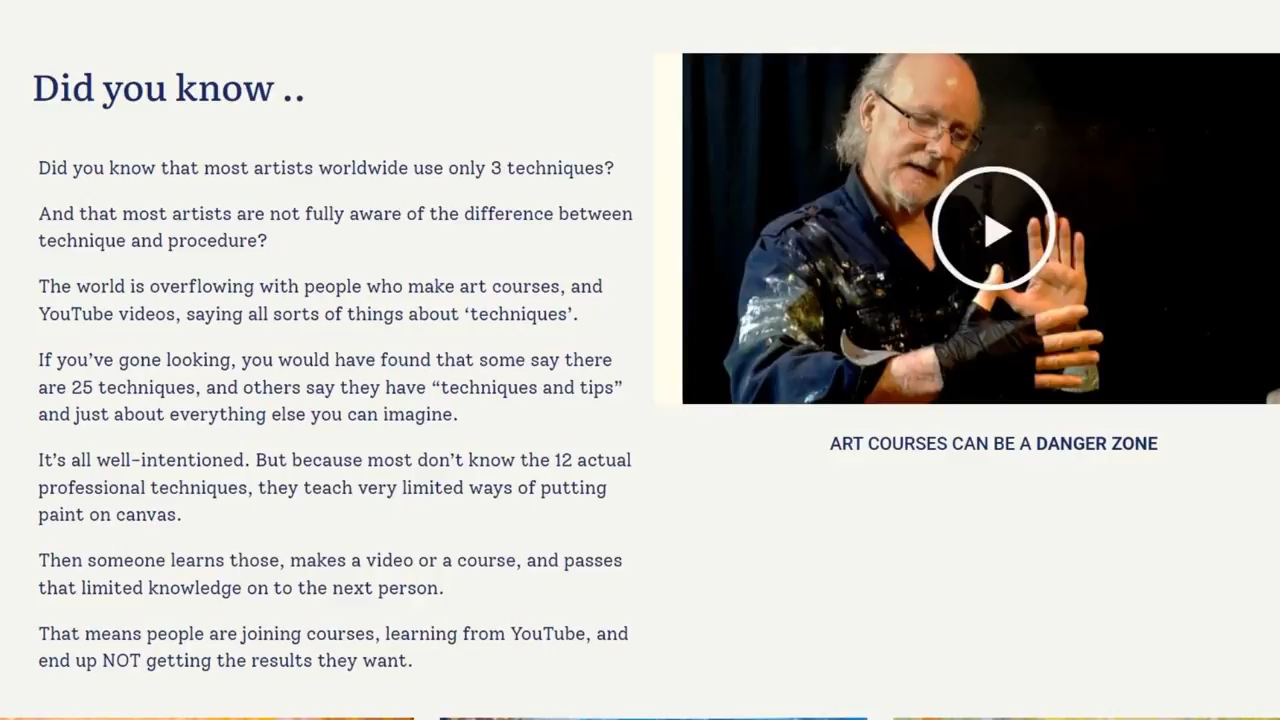 Did you know ..
Did you know that most artists worldwide use only 3 techniques?
And that most artists are not fully aware of the difference between
technique and procedure?
The world is overflowing with people who make art courses, and
YouTube videos, saying all sorts of things about ‘techniques’.
If you’ve gone looking, you would have found that some say there
are 25 techniques, and others say they have “techniques and tips”
and just about everything else you can imagine.
It’s all well-intentioned. But because most don’t know the 12 actual
professional techniques, they teach very limited ways of putting
paint on canvas.
Then someone learns those, makes a video or a course, and passes
that limited knowledge on to the next person.
That means people are joining courses, learning from YouTube, and
end up NOT getting the results they want.
ART COURSES CAN BE A DANGER ZONE